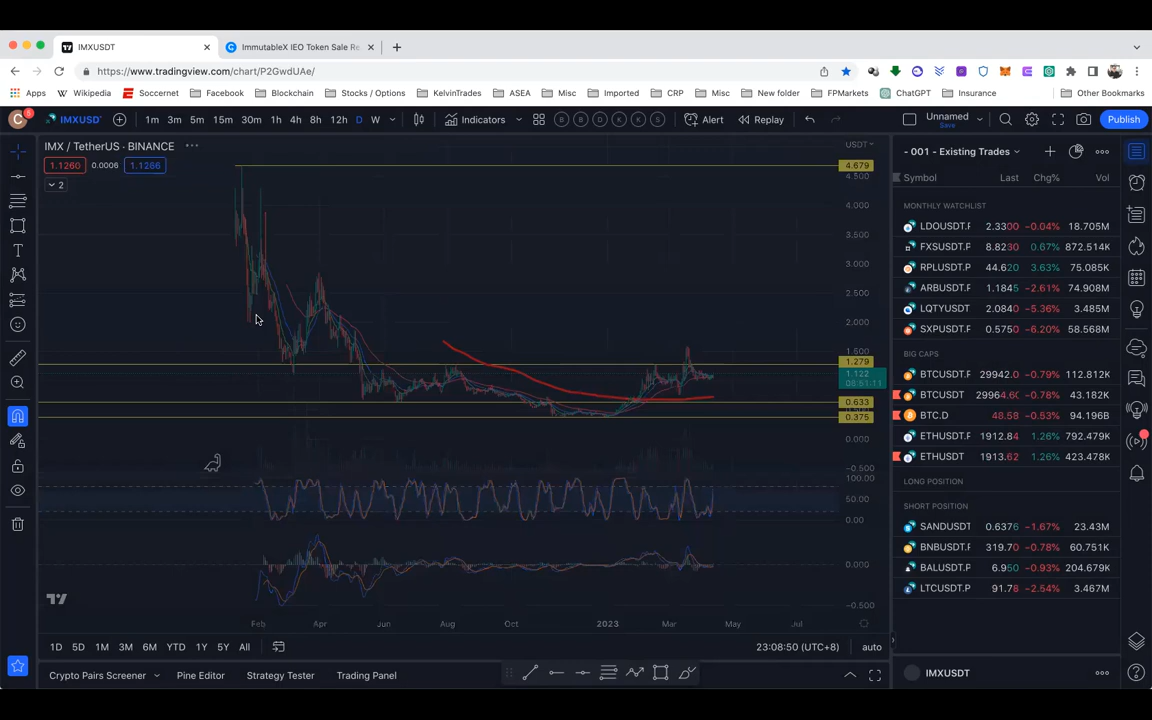 IMXUSDT
ImmutableX IEO Token Sale Re
https://www.tradingview.com/chart/P2GwdUAe/
Apps Wikipedia Soccernet Facebook Blockchain Stocks / Options KelvinTrades ASEA Misc Imported CRP Misc New folder FPMarkets ChatGPT Insurance Other Bookmarks
C 5 IMXUSD 1m 3m 5m 15m 30m 1h 4h 8h 12h D W Indicators B B D K K S Alert Replay Unnamed Save Publish
IMX / TetherUS · BINANCE
1.1260 0.0006 1.1266
2
USDT
4.679
4.500
4.000
3.500
3.000
2.500
2.000
1.500
1.279
1.122
08:51:11
0.633
0.375
0.000
-0.500
100.00
50.00
0.00
0.000
-0.500
Feb Apr Jun Aug Oct 2023 Mar May Jul
1D 5D 1M 3M 6M YTD 1Y 5Y All 23:08:50 (UTC+8) auto
Crypto Pairs Screener Pine Editor Strategy Tester Trading Panel
- 001 - Existing Trades
Symbol Last Chg% Vol
MONTHLY WATCHLIST
LDOUSDT.P 2.3300 −0.04% 18.705M
FXSUSDT.P 8.8230 0.67% 872.514K
RPLUSDT.P 44.620 3.63% 75.085K
ARBUSDT.P 1.1845 −2.61% 74.908M
LQTYUSDT 2.0840 −5.36% 3.485M
SXPUSDT.P 0.5750 −6.20% 58.568M
BIG CAPS
BTCUSDT.P 29942.0 −0.79% 112.812K
BTCUSDT 29964.60 −0.78% 43.182K
BTC.D 48.58 −0.53% 94.196B
ETHUSDT.P 1912.84 1.26% 792.479K
ETHUSDT 1913.62 1.26% 423.478K
LONG POSITION
SHORT POSITION
SANDUSDT 0.6376 −1.67% 23.43M
BNBUSDT.P 319.70 −0.78% 60.751K
BALUSDT.P 6.950 −0.93% 204.679K
LTCUSDT.P 91.78 −2.54% 3.467M
IMXUSDT